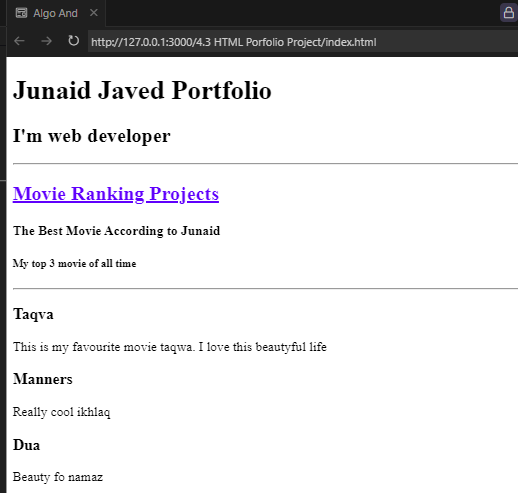 Algo And
http://127.0.0.1:3000/4.3 HTML Porfolio Project/index.html
Junaid Javed Portfolio
I'm web developer
Movie Ranking Projects
The Best Movie According to Junaid
My top 3 movie of all time
Taqva
This is my favourite movie taqwa. I love this beautyful life
Manners
Really cool ikhlaq
Dua
Beauty fo namaz